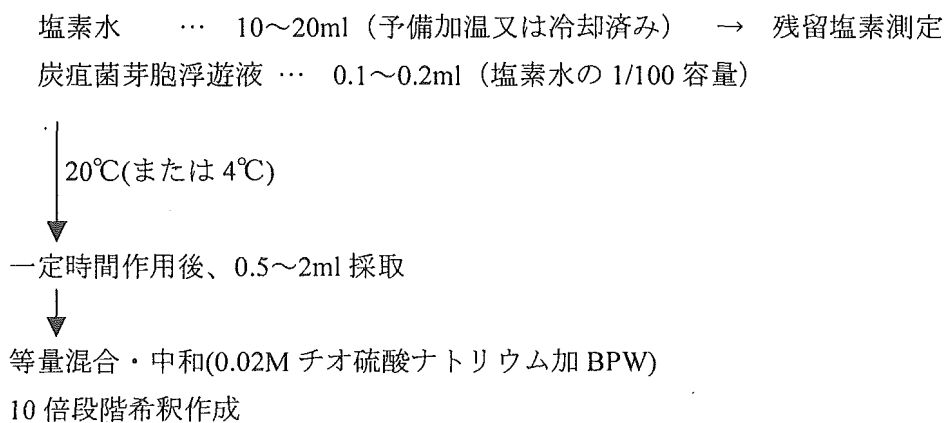 塩素水 … 10～20ml（予備加温又は冷却済み） → 残留塩素測定
炭疽菌芽胞浮遊液 … 0.1～0.2ml（塩素水の 1/100 容量）
20℃(または 4℃)
一定時間作用後、0.5～2ml 採取
等量混合・中和(0.02M チオ硫酸ナトリウム加 BPW)
10 倍段階希釈作成